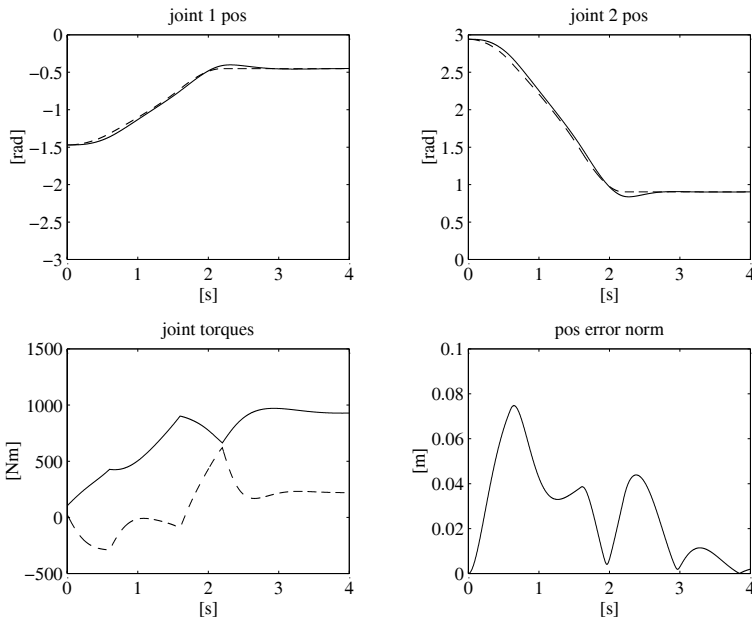 joint 1 pos
0
−0.5
−1
−1.5
−2
−2.5
−3
[rad]
0 1 2 3 4
[s]
joint 2 pos
3
2.5
2
1.5
1
0.5
0
[rad]
0 1 2 3 4
[s]
joint torques
1500
1000
500
0
−500
[Nm]
0 1 2 3 4
[s]
pos error norm
0.1
0.08
0.06
0.04
0.02
0
[m]
0 1 2 3 4
[s]